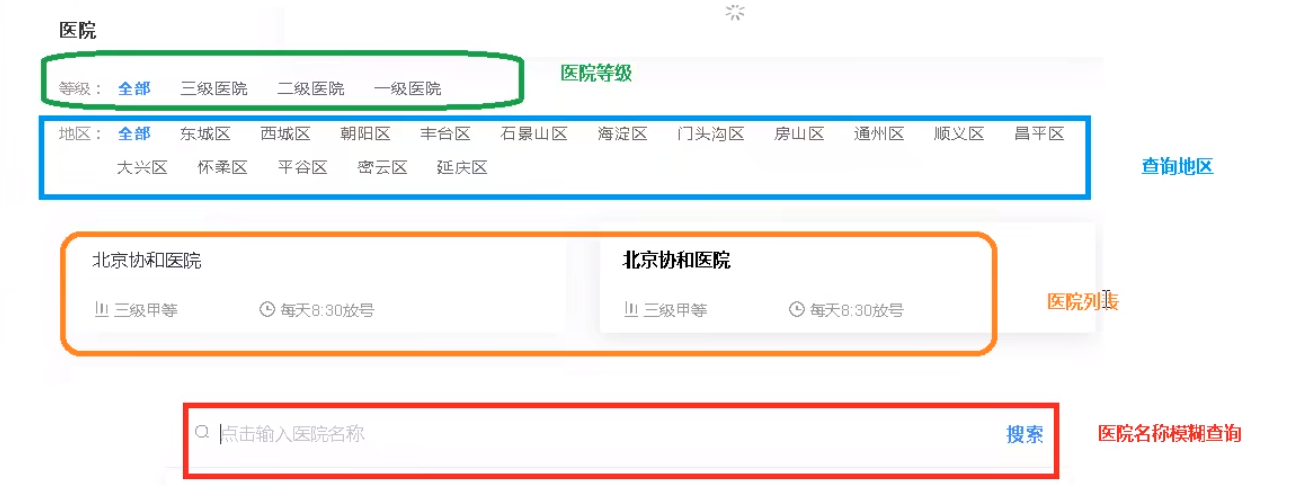 医院
等级： 全部 三级医院 二级医院 一级医院 医院等级
地区： 全部 东城区 西城区 朝阳区 丰台区 石景山区 海淀区 门头沟区 房山区 通州区 顺义区 昌平区
大兴区 怀柔区 平谷区 密云区 延庆区 查询地区
北京协和医院 北京协和医院
三级甲等 每天8:30放号 三级甲等 每天8:30放号 医院列表
点击输入医院名称 搜索 医院名称模糊查询